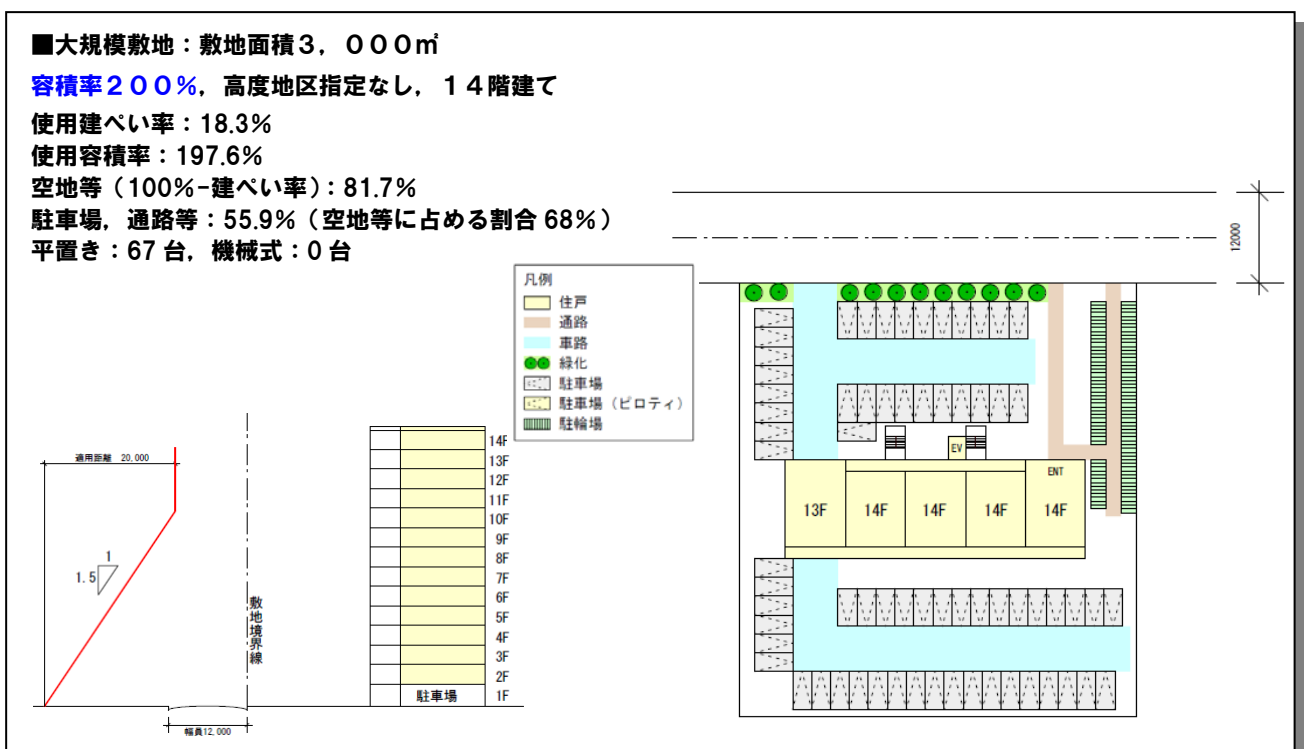 ■大規模敷地：敷地面積３，０００㎡
容積率２００％，高度地区指定なし，１４階建て
使用建ぺい率：18.3％
使用容積率：197.6％
空地等（100％-建ぺい率）：81.7％
駐車場，通路等：55.9％（空地等に占める割合 68％）
平置き：67 台，機械式：0 台
12000
凡例
住戸
通路
車路
緑化
駐車場
駐車場（ピロティ）
駐輪場
適用距離 20,000
1
1.5
敷地境界線
幅員12,000
14F
13F
12F
11F
10F
9F
8F
7F
6F
5F
4F
3F
2F
駐車場 1F
EV
ENT
13F 14F 14F 14F 14F